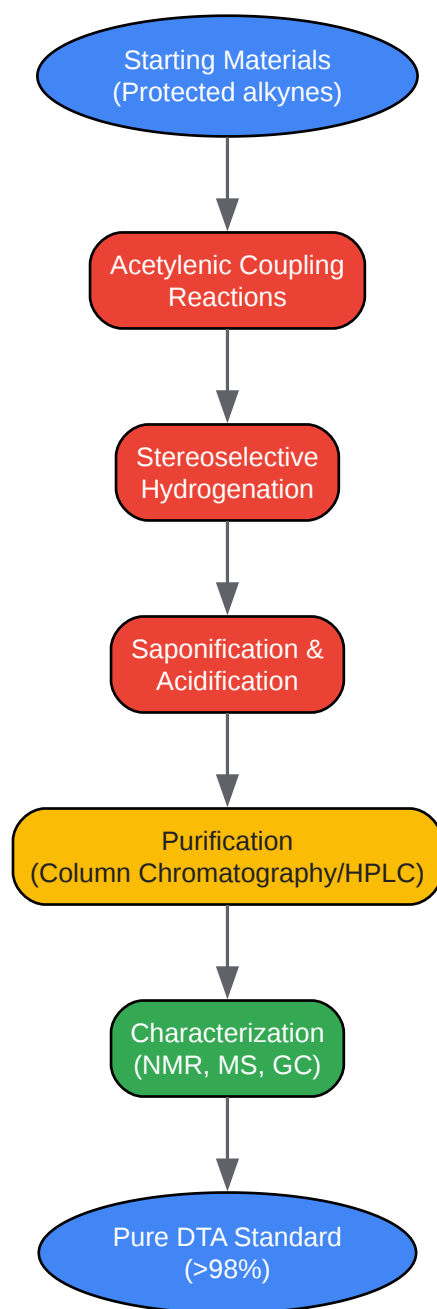 Starting Materials
(Protected alkynes)
Acetylenic Coupling
Reactions
Stereoselective
Hydrogenation
Saponification &
Acidification
Purification
(Column Chromatography/HPLC)
Characterization
(NMR, MS, GC)
Pure DTA Standard
(>98%)